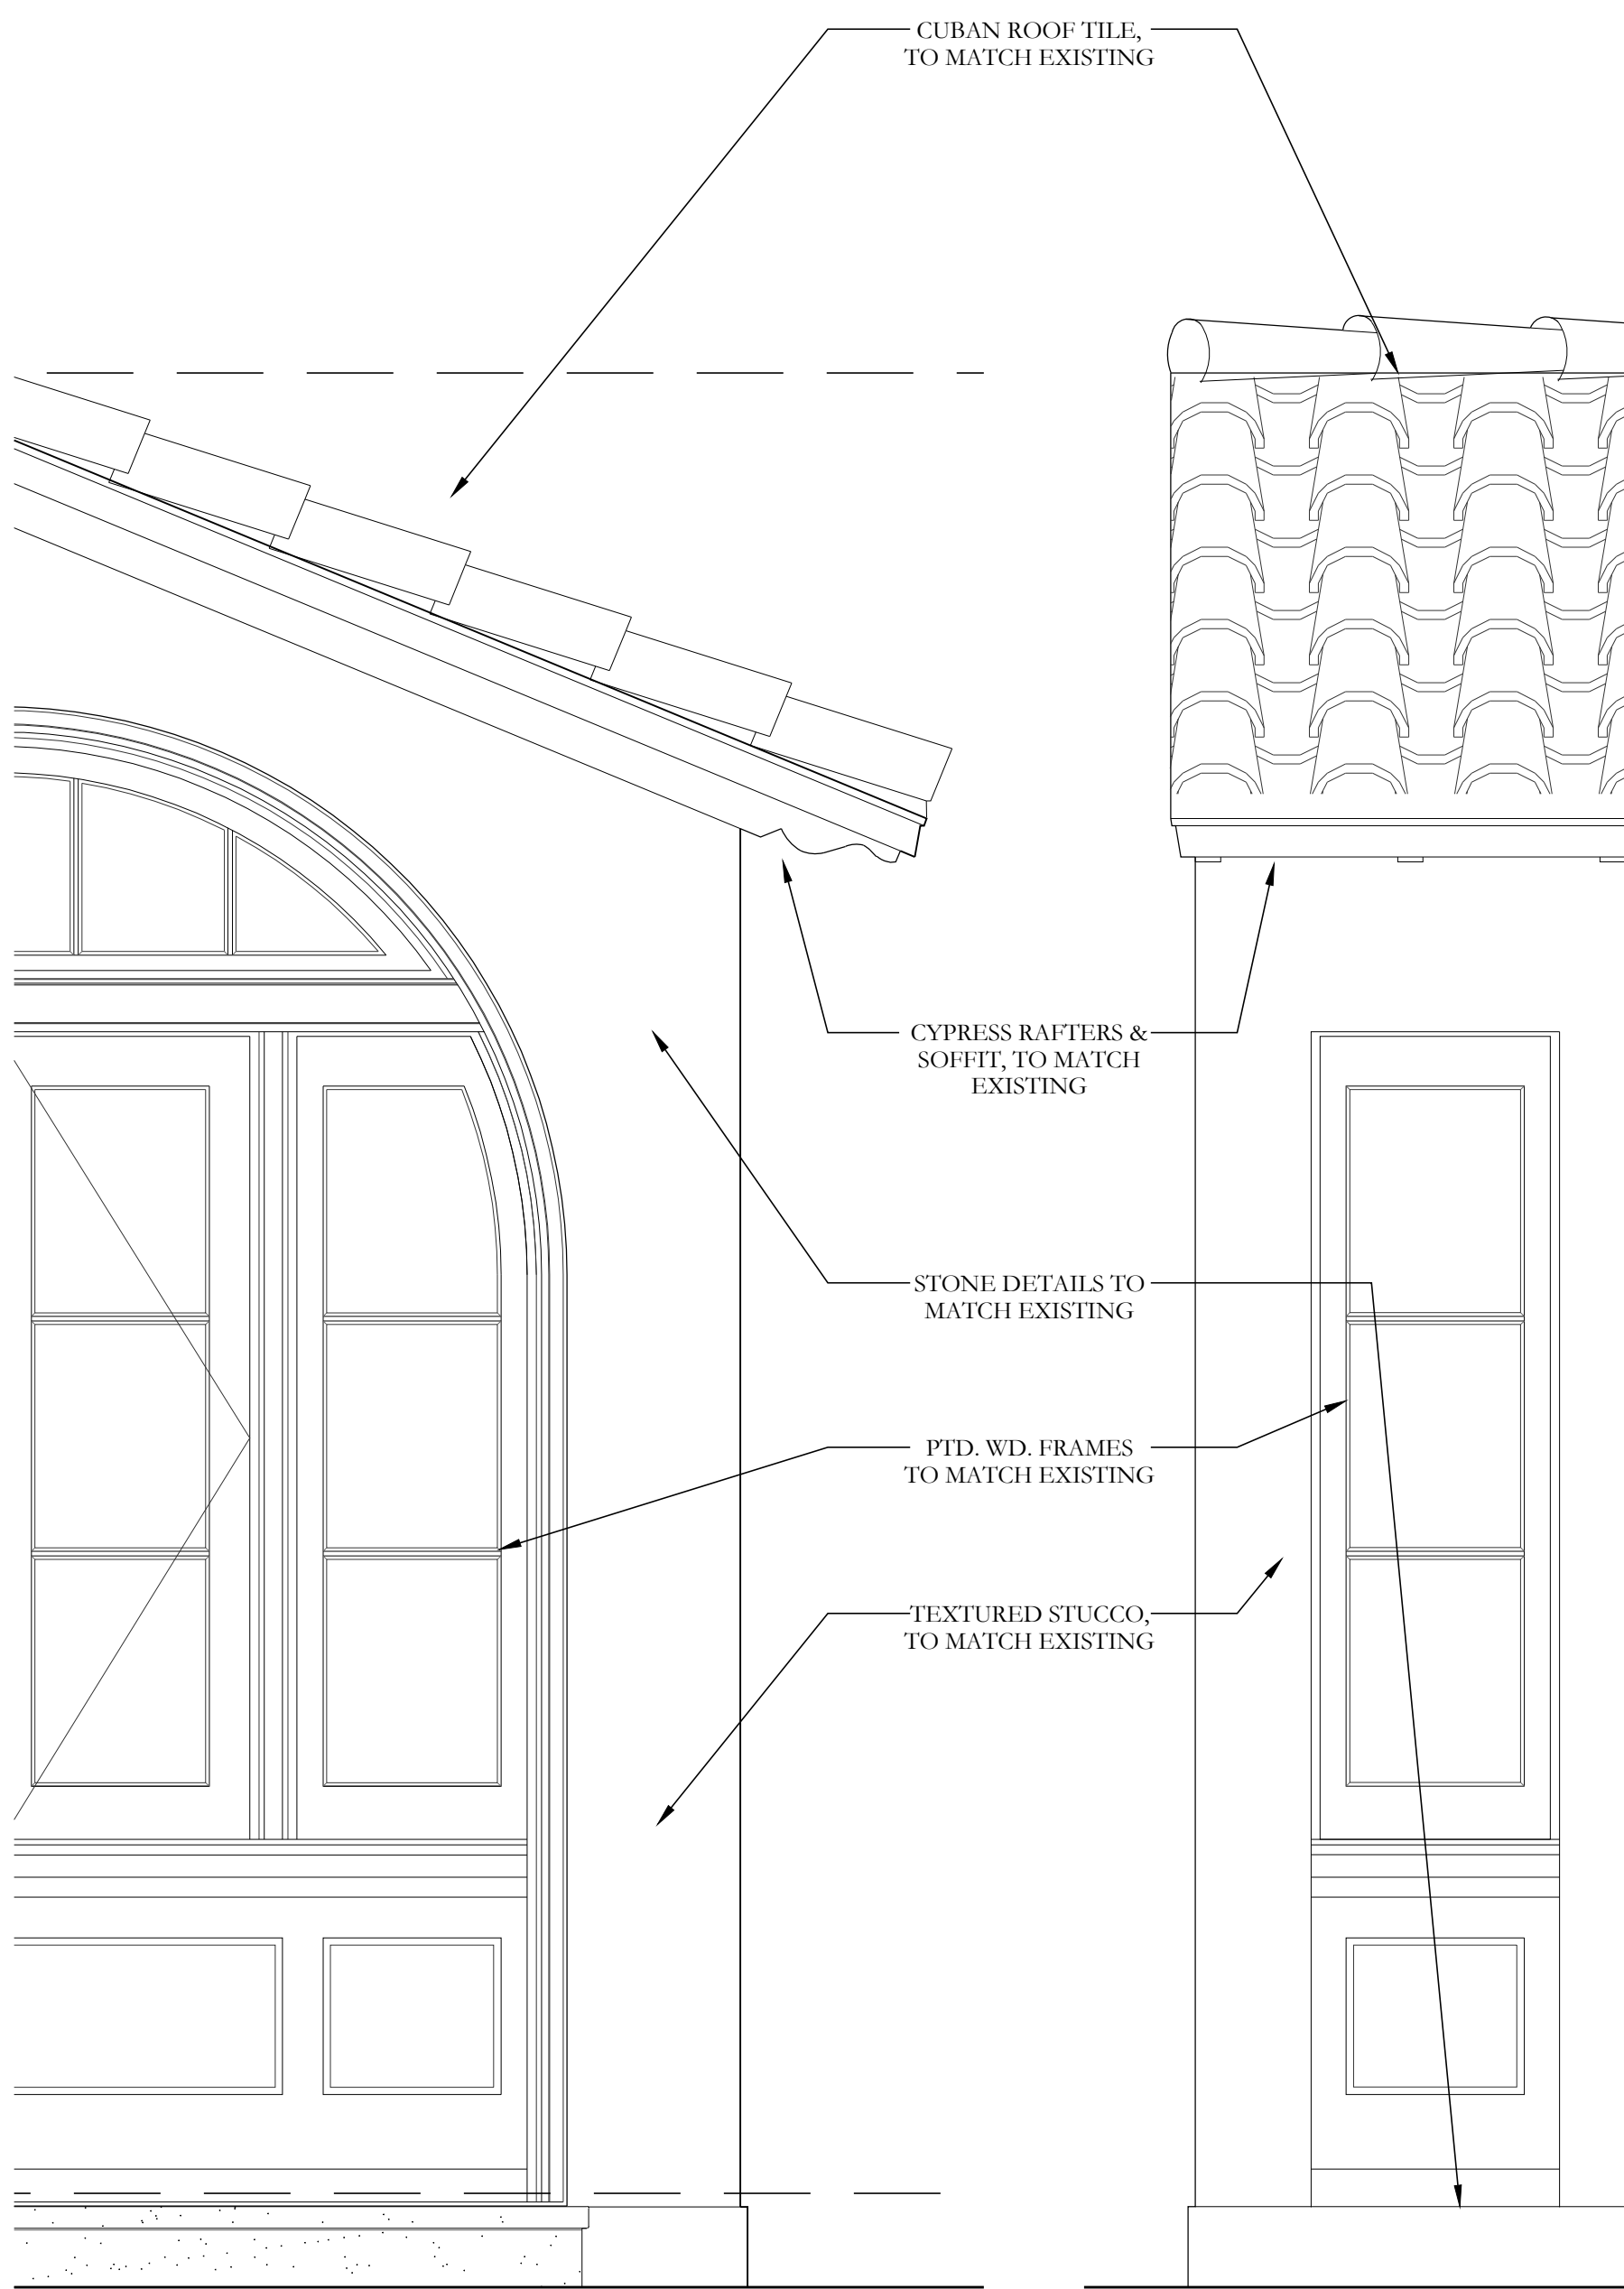 CUBAN ROOF TILE,
TO MATCH EXISTING
CYPRESS RAFTERS &
SOFFIT, TO MATCH
EXISTING
STONE DETAILS TO
MATCH EXISTING
PTD. WD. FRAMES
TO MATCH EXISTING
TEXTURED STUCCO,
TO MATCH EXISTING